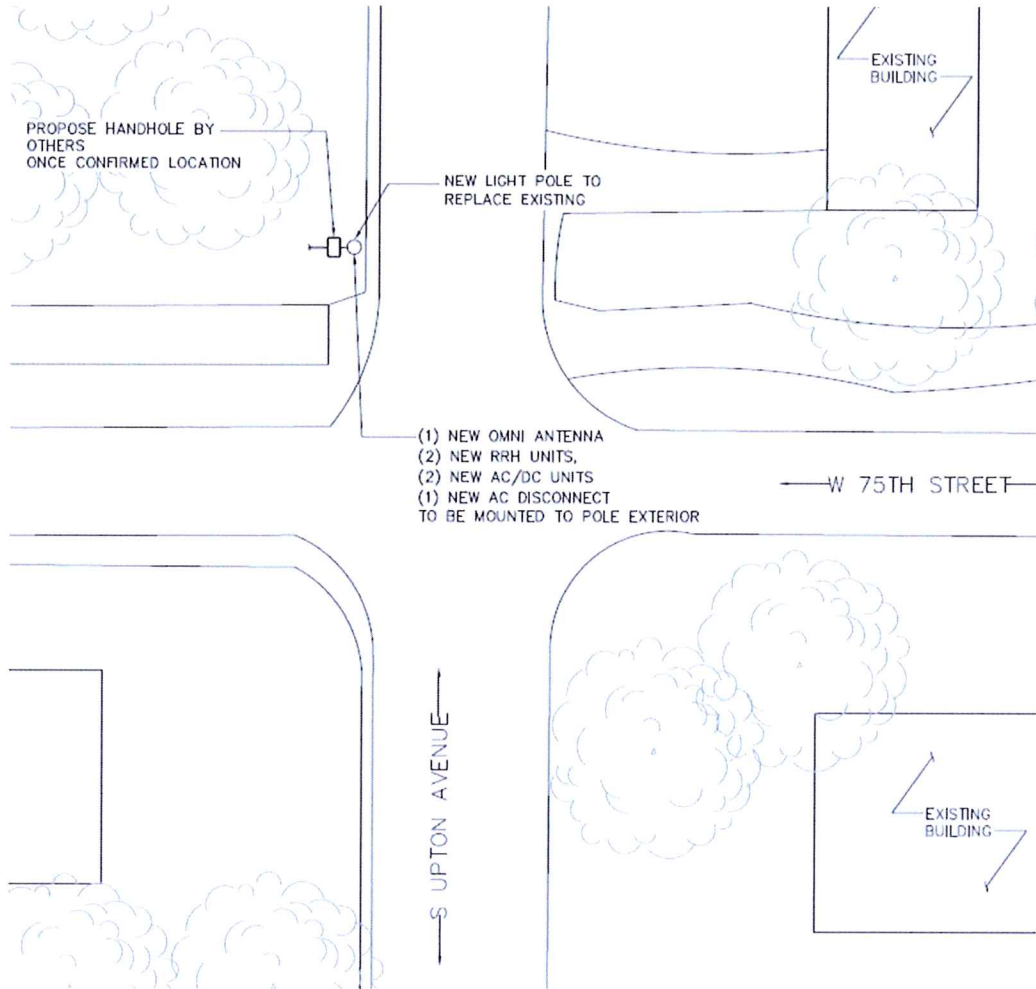 EXISTING
BUILDING
PROPOSE HANDHOLE BY
OTHERS
ONCE CONFIRMED LOCATION
NEW LIGHT POLE TO
REPLACE EXISTING
(1) NEW OMNI ANTENNA
(2) NEW RRH UNITS,
(2) NEW AC/DC UNITS
(1) NEW AC DISCONNECT
TO BE MOUNTED TO POLE EXTERIOR
W 75TH STREET
S UPTON AVENUE
EXISTING
BUILDING